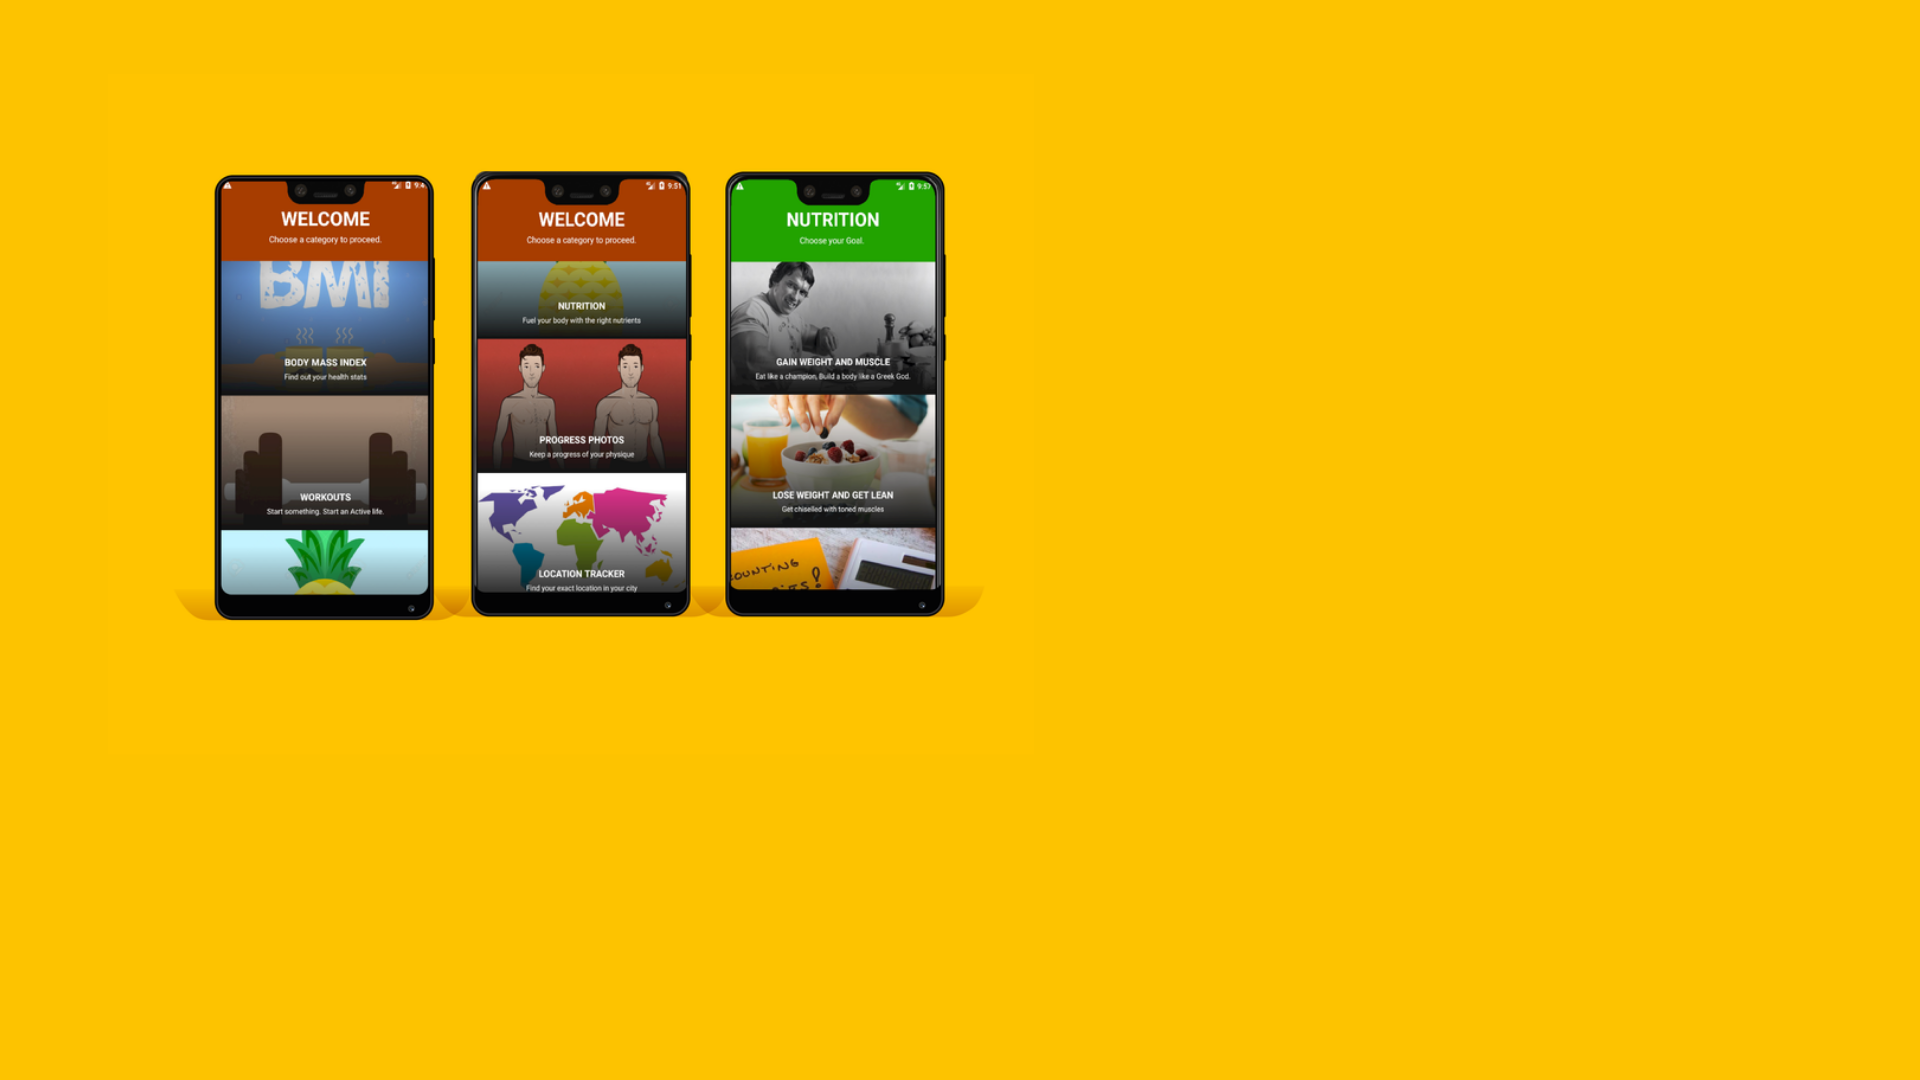 9:4
WELCOME
Choose a category to proceed.
BMI
BODY MASS INDEX
Find out your health stats
WORKOUTS
Start something. Start an Active life.
9:51
WELCOME
Choose a category to proceed.
NUTRITION
Fuel your body with the right nutrients
PROGRESS PHOTOS
Keep a progress of your physique
LOCATION TRACKER
Find your exact location in your city
9:57
NUTRITION
Choose your Goal.
GAIN WEIGHT AND MUSCLE
Eat like a champion, Build a body like a Greek God.
LOSE WEIGHT AND GET LEAN
Get chiselled with toned muscles
OUNTING